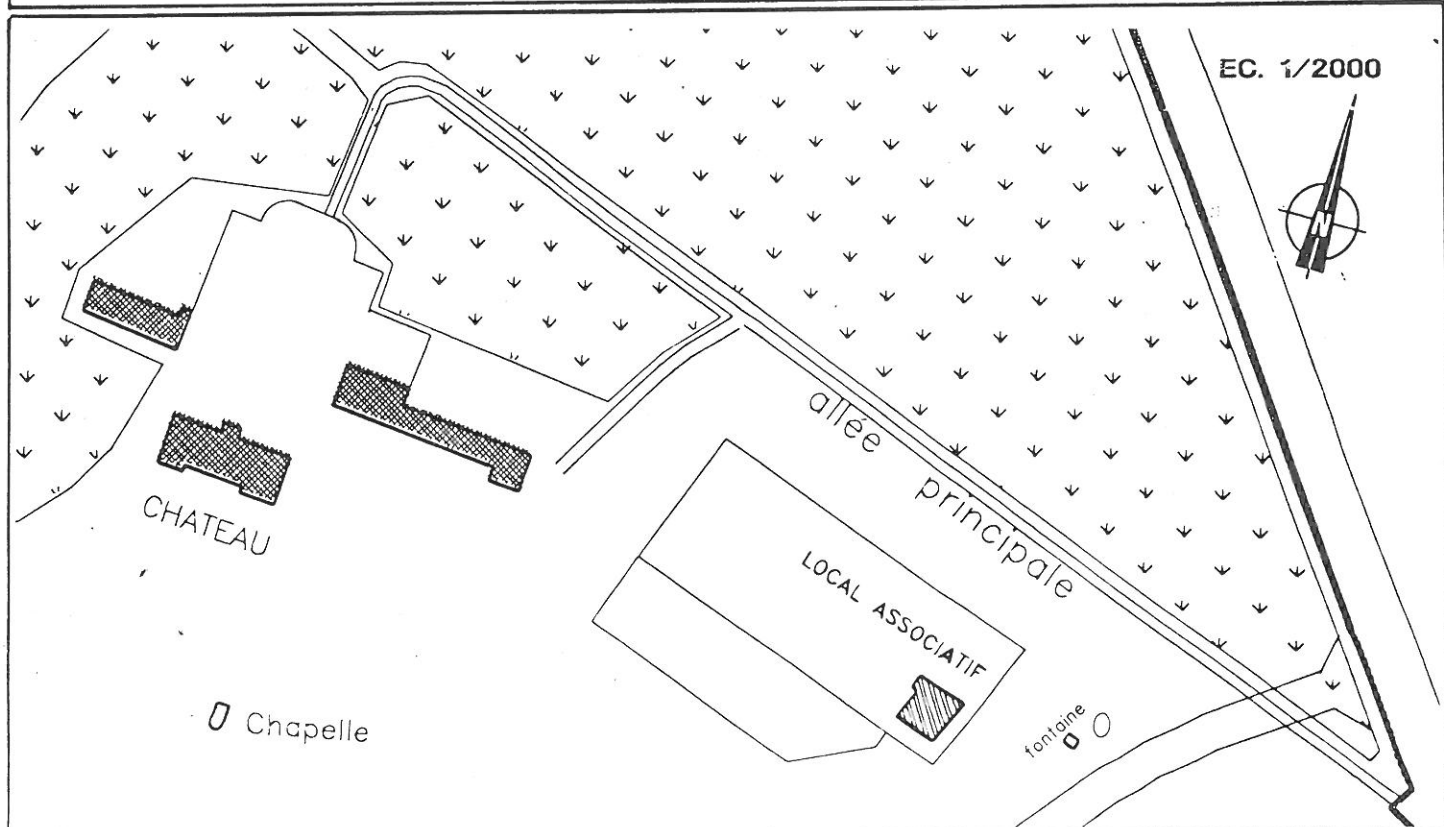 EC. 1/2000
N
allée
principale
CHATEAU
LOCAL ASSOCIATIF
Chapelle
fontaine